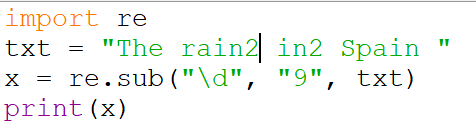 import re
txt = "The rain2 in2 Spain "
x = re.sub("\d", "9", txt)
print(x)